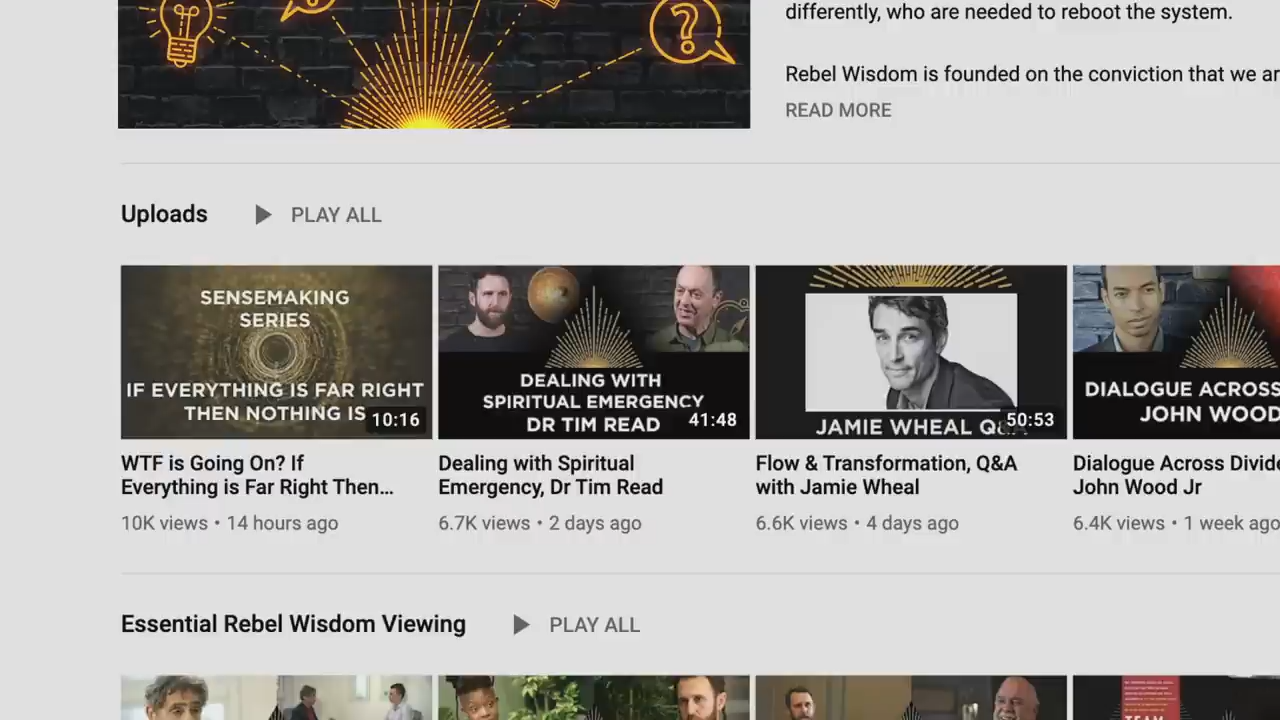 differently, who are needed to reboot the system.
Rebel Wisdom is founded on the conviction that we ar
READ MORE
Uploads
PLAY ALL
SENSEMAKING
SERIES
IF EVERYTHING IS FAR RIGHT
THEN NOTHING IS
10:16
DEALING WITH
SPIRITUAL EMERGENCY
DR TIM READ
41:48
JAMIE WHEAL Q&A
50:53
DIALOGUE ACROSS
JOHN WOOD
WTF is Going On? If
Everything is Far Right Then...
10K views • 14 hours ago
Dealing with Spiritual
Emergency, Dr Tim Read
6.7K views • 2 days ago
Flow & Transformation, Q&A
with Jamie Wheal
6.6K views • 4 days ago
Dialogue Across Divide
John Wood Jr
6.4K views • 1 week ago
Essential Rebel Wisdom Viewing
PLAY ALL
TEAM